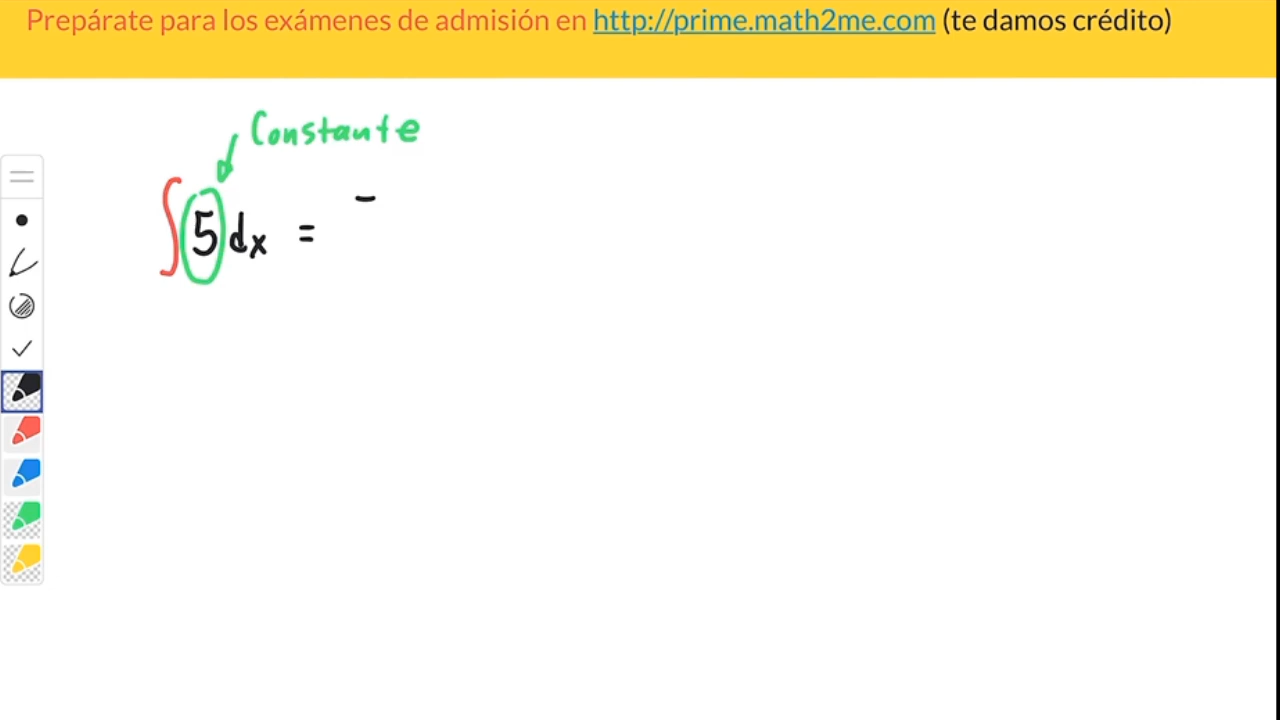 Prepárate para los exámenes de admisión en http://prime.math2me.com (te damos crédito)
Constante
∫5dx = -